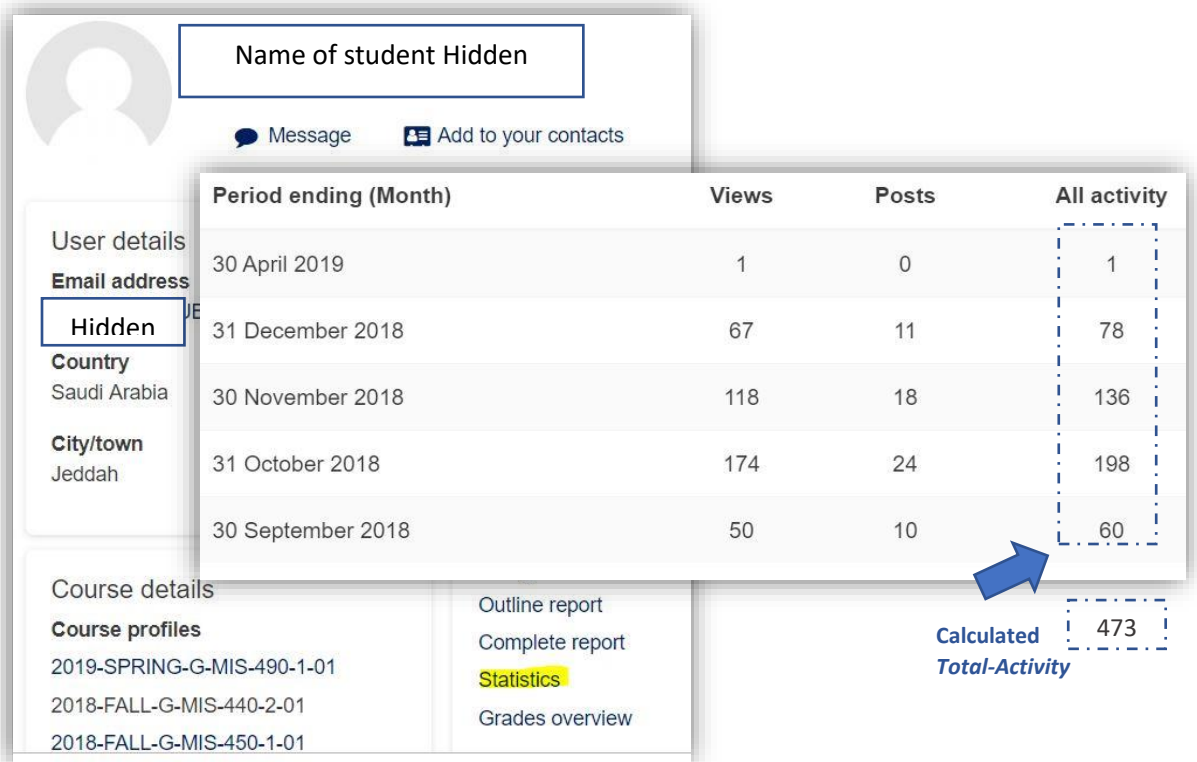 Name of student Hidden
Message Add to your contacts
Period ending (Month) Views Posts All activity
30 April 2019 1 0 1
31 December 2018 67 11 78
30 November 2018 118 18 136
31 October 2018 174 24 198
30 September 2018 50 10 60
User details
Email address
Hidden
Country
Saudi Arabia
City/town
Jeddah
Course details
Course profiles
2019-SPRING-G-MIS-490-1-01
2018-FALL-G-MIS-440-2-01
2018-FALL-G-MIS-450-1-01
Outline report
Complete report
Statistics
Grades overview
Calculated 473
Total-Activity